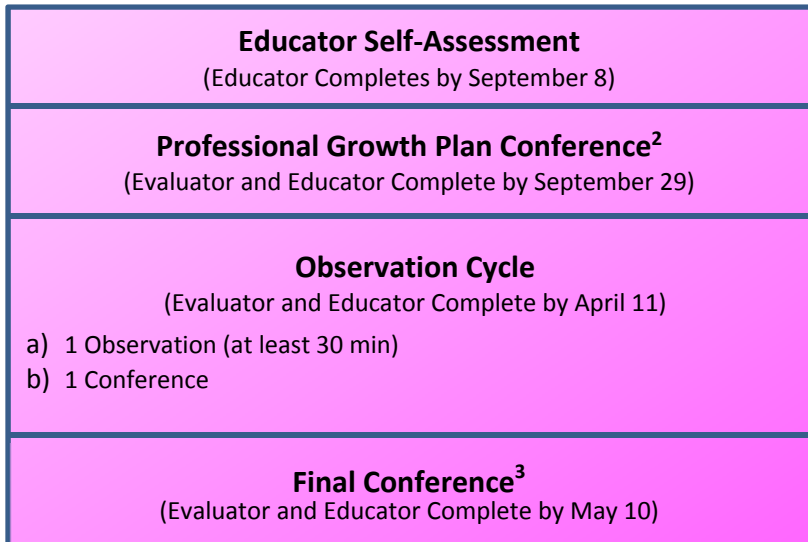 Educator Self-Assessment
(Educator Completes by September 8)
Professional Growth Plan Conference²
(Evaluator and Educator Complete by September 29)
Observation Cycle
(Evaluator and Educator Complete by April 11)
a) 1 Observation (at least 30 min)
b) 1 Conference
Final Conference³
(Evaluator and Educator Complete by May 10)